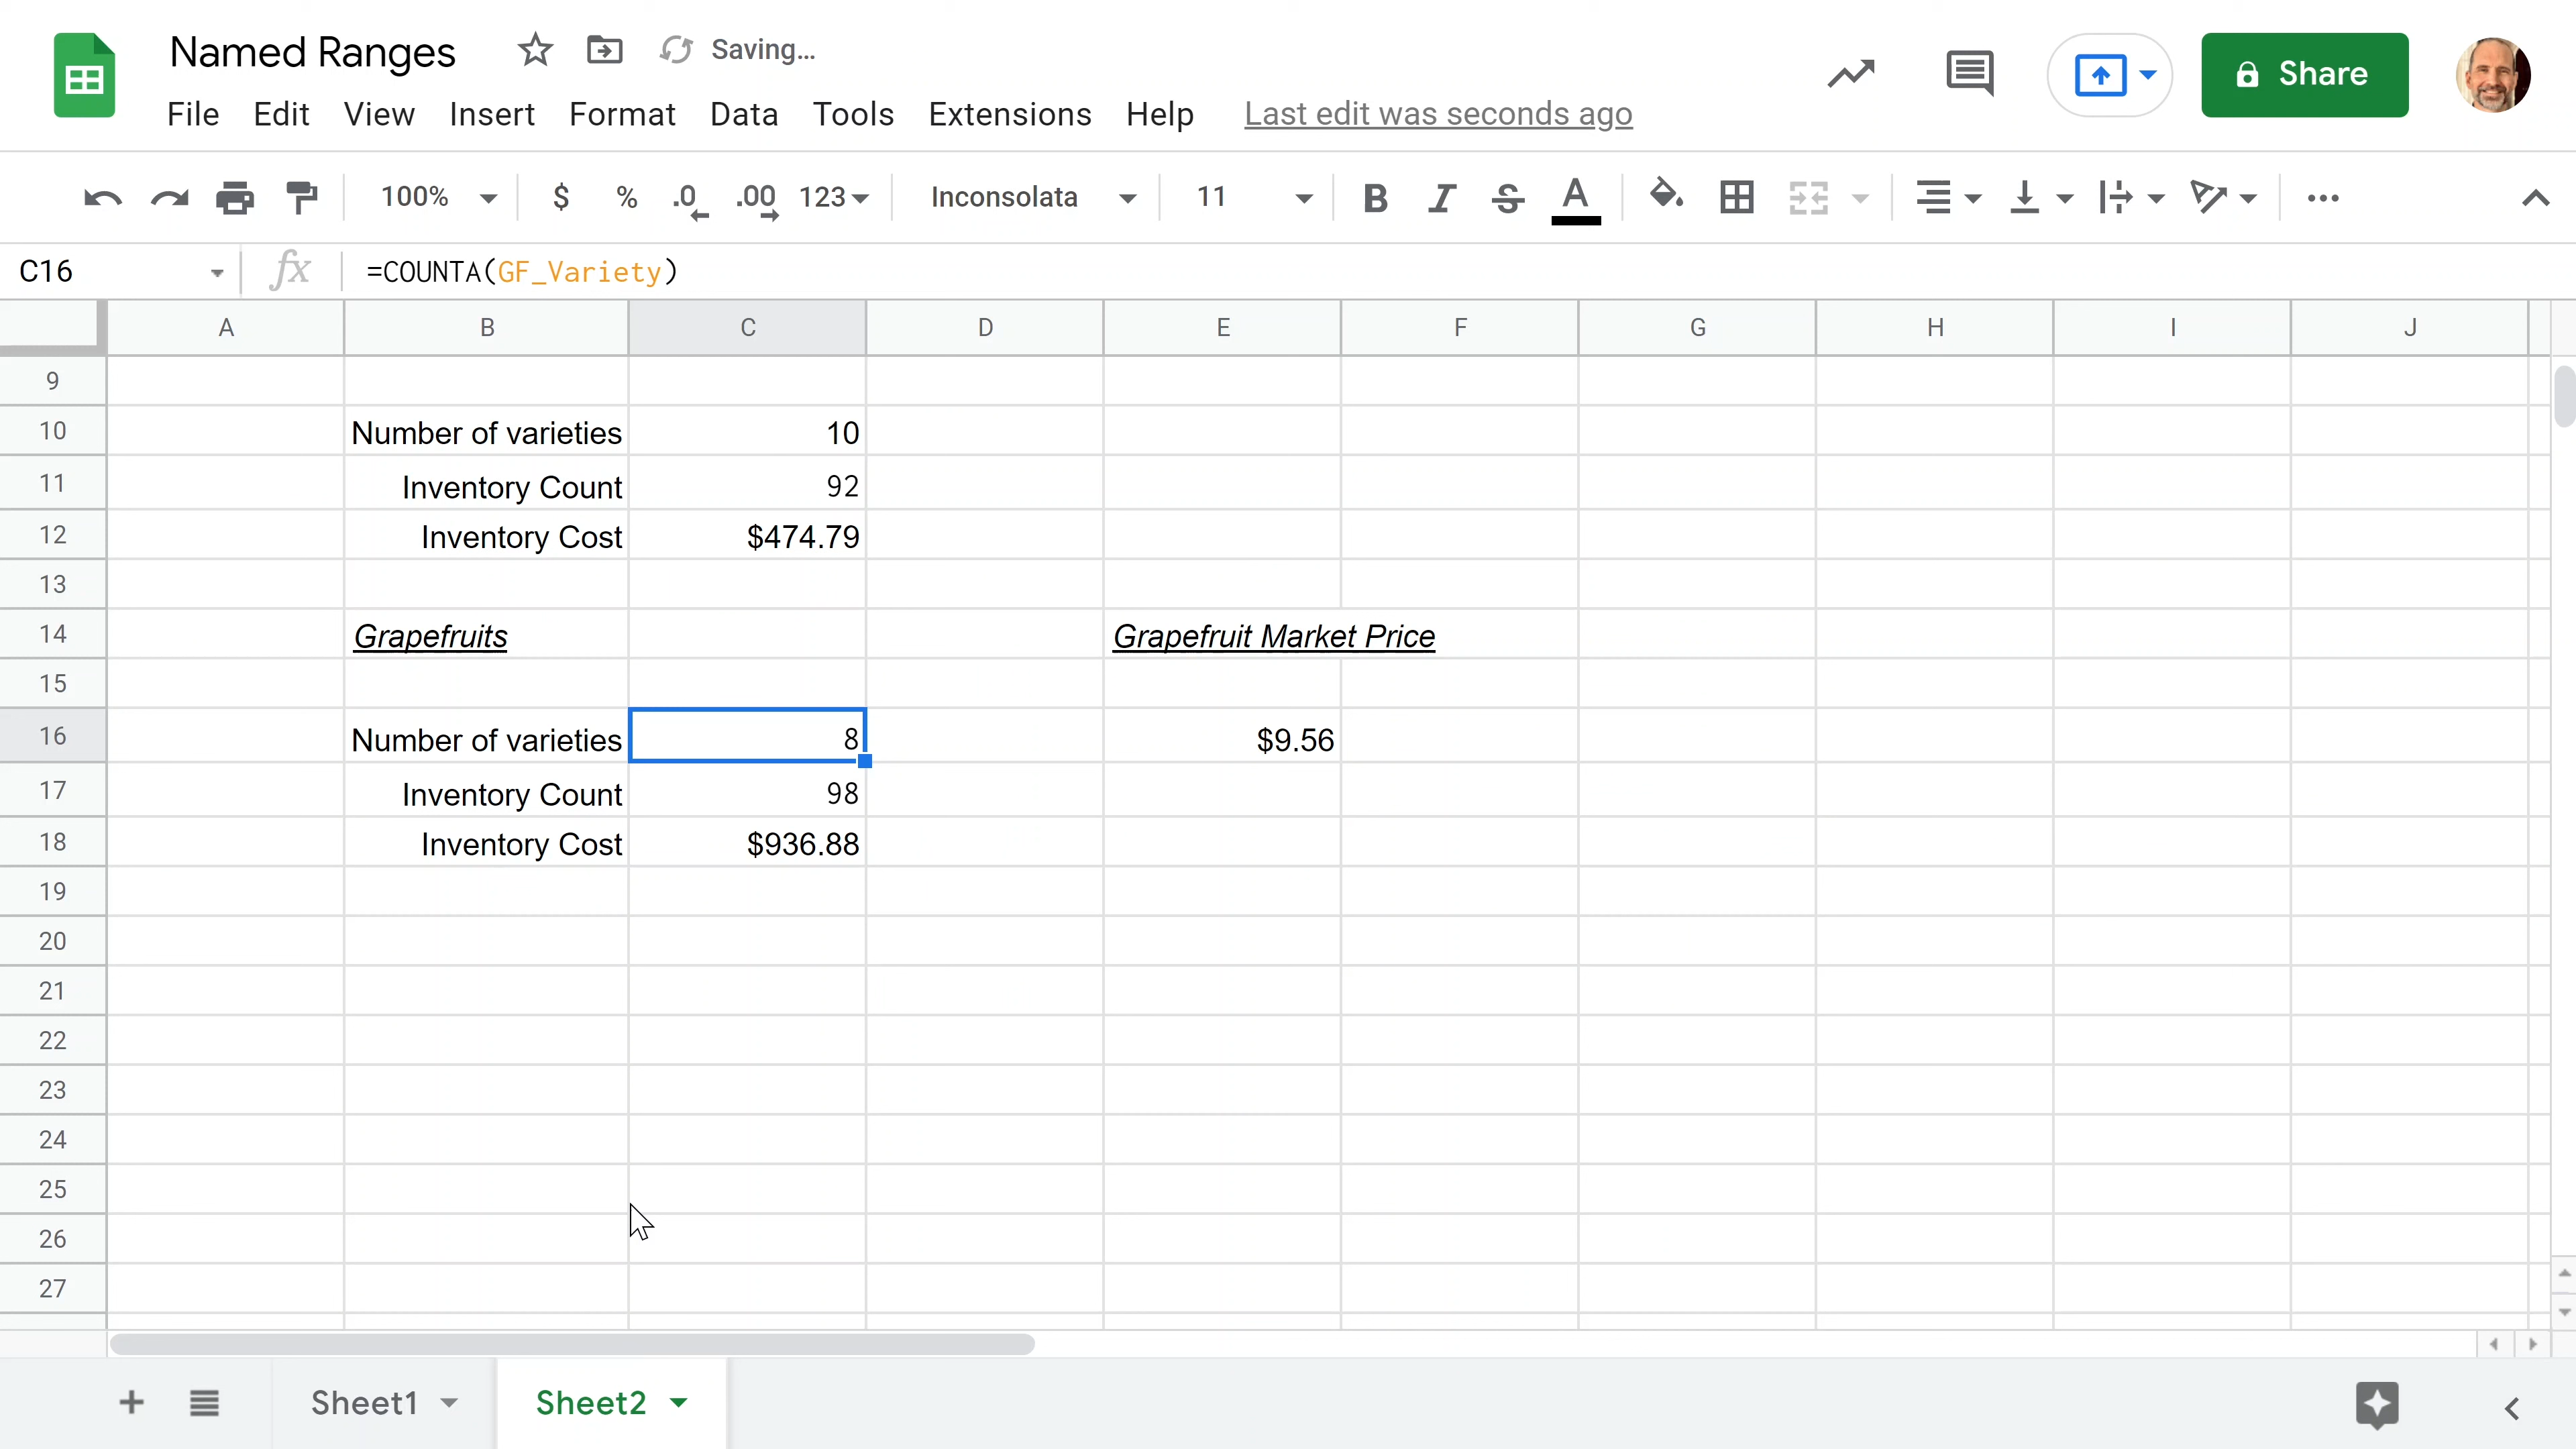 Named Ranges Saving...
File Edit View Insert Format Data Tools Extensions Help Last edit was seconds ago
Share
100% $ % .0 .00 123 Inconsolata 11 B I S A
C16 fx =COUNTA(GF_Variety)
A B C D E F G H I J
9
10 Number of varieties 10
11 Inventory Count 92
12 Inventory Cost $474.79
13
14 Grapefruits Grapefruit Market Price
15
16 Number of varieties 8 $9.56
17 Inventory Count 98
18 Inventory Cost $936.88
19
20
21
22
23
24
25
26
27
Sheet1 Sheet2